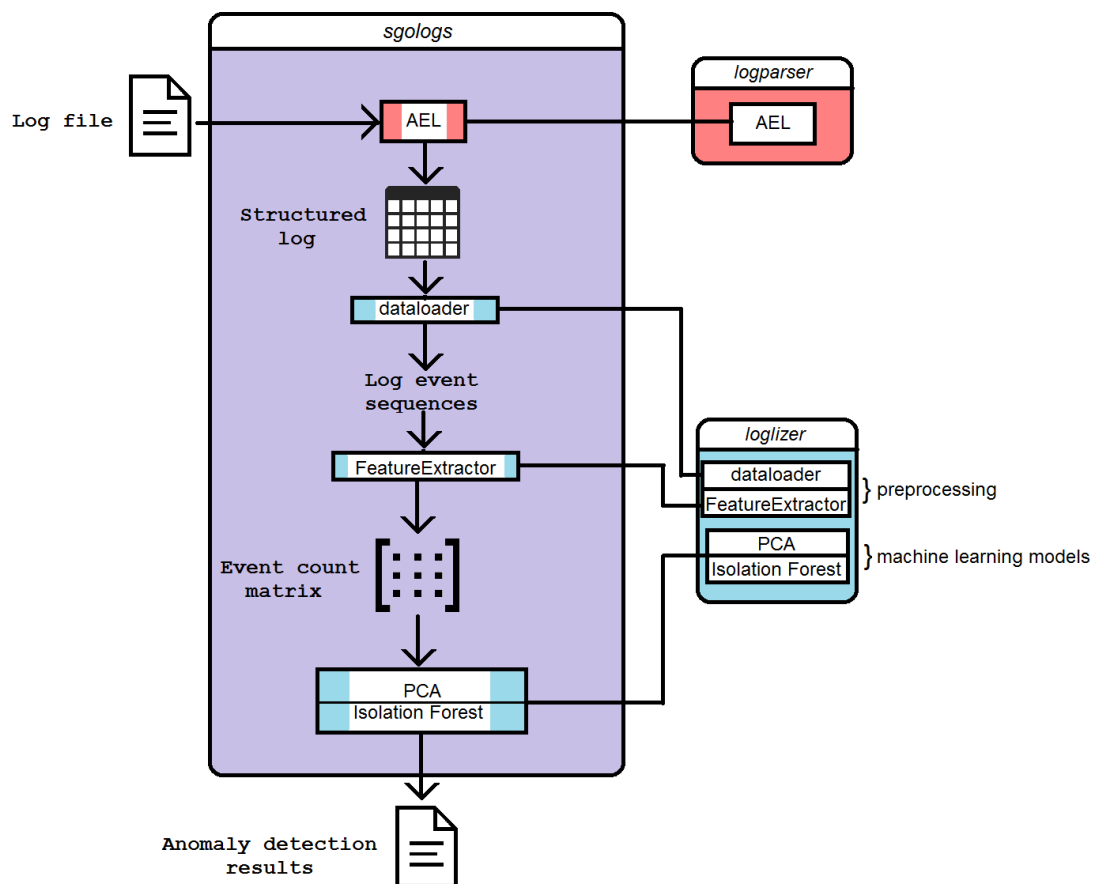 sgologs
logparser
Log file
AEL
AEL
Structured
log
dataloader
Log event
sequences
FeatureExtractor
Event count
matrix
PCA
Isolation Forest
loglizer
dataloader
FeatureExtractor
} preprocessing
PCA
Isolation Forest
} machine learning models
Anomaly detection
results